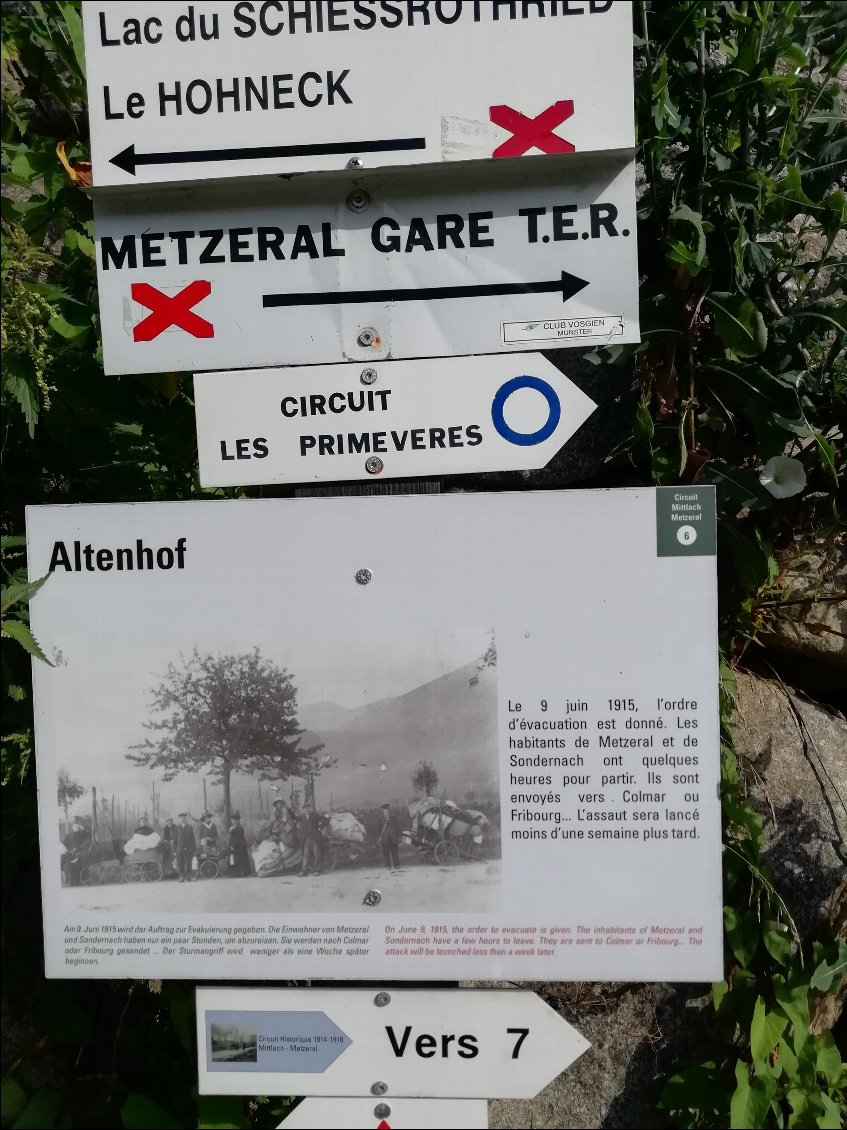 Lac du SCHIESSROTHRIED
Le HOHNECK
METZERAL GARE T.E.R.
CLUB VOSGIEN
MUNSTER
CIRCUIT
LES PRIMEVERES
Circuit
Mittlach
Metzeral
6
Altenhof
Le 9 juin 1915, l'ordre
d'évacuation est donné. Les
habitants de Metzeral et de
Sondernach ont quelques
heures pour partir. Ils sont
envoyés vers Colmar ou
Fribourg... L'assaut sera lancé
moins d'une semaine plus tard.
Am 9. Juni 1915 wird der Auftrag zur Evakuierung gegeben. Die Einwohner von Metzeral
und Sondernach haben nur ein paar Stunden, um abzureisen. Sie werden nach Colmar
oder Fribourg gesendet ... Der Sturmangriff wird weniger als eine Woche später
beginnen.
On June 9, 1915, the order to evacuate is given. The inhabitants of Metzeral and
Sondernach have a few hours to leave. They are sent to Colmar or Fribourg... The
attack will be launched less then a week later.
Circuit Historique 1914-1918
Mittlach - Metzeral
Vers 7